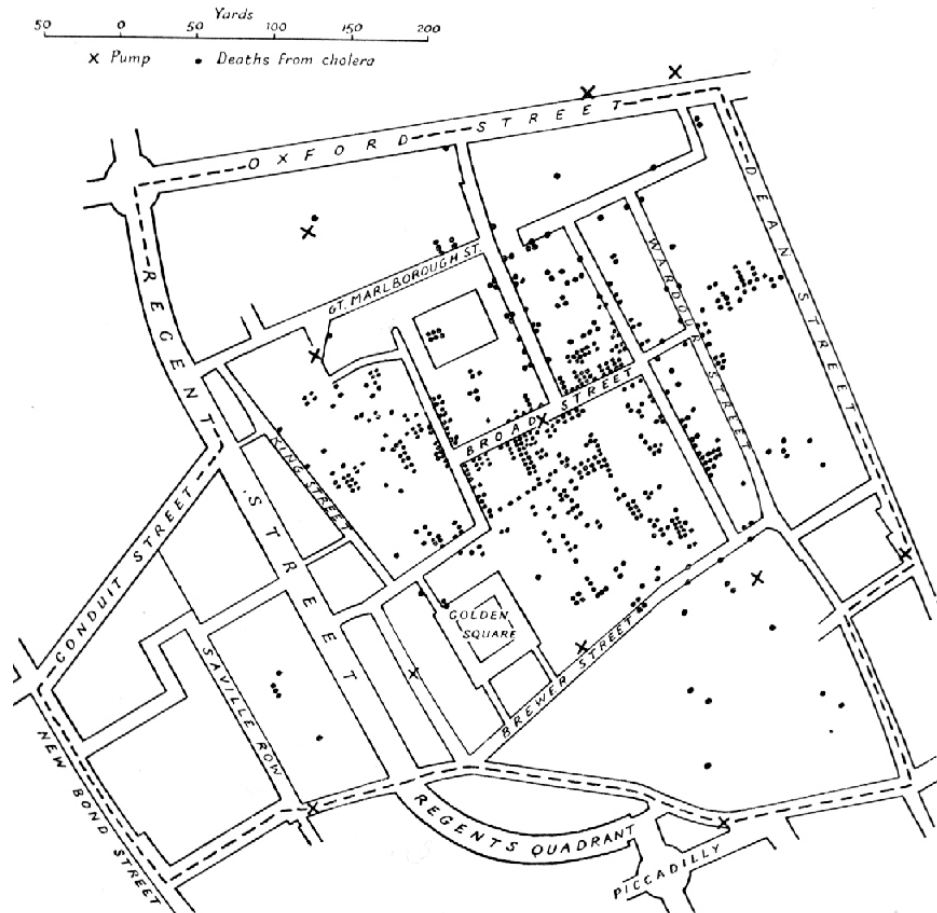 Yards
50 0 50 100 200
× Pump • Deaths from cholera
OXFORD STREET
DEAN STREET
REGENT STREET
GT. MARLBOROUGH ST.
WARDOUR STREET
BROAD STREET
KING STREET
CONDUIT STREET
GOLDEN
SQUARE
SAVILLE ROW
BREWER STREET
NEW BOND STREET
REGENTS QUADRANT
PICCADILLY